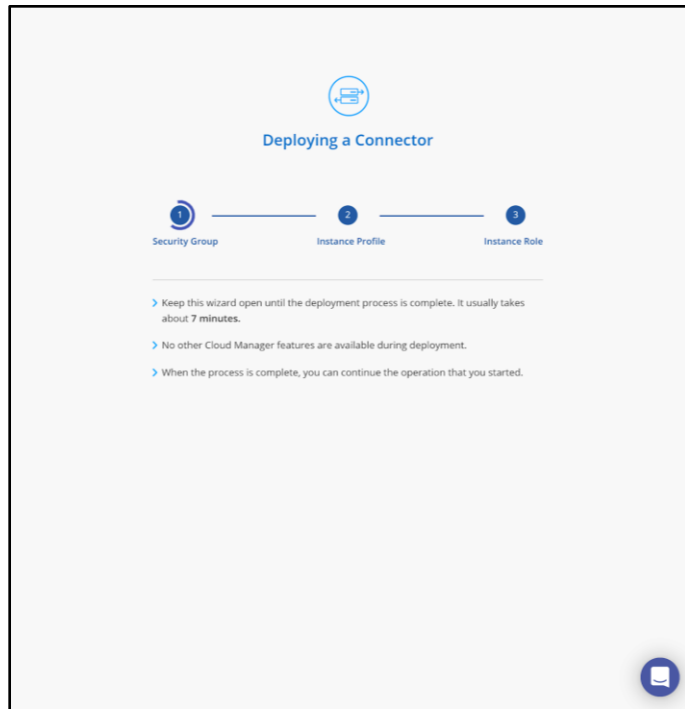 Deploying a Connector
1 2 3
Security Group Instance Profile Instance Role
Keep this wizard open until the deployment process is complete. It usually takes
about 7 minutes.
No other Cloud Manager features are available during deployment.
When the process is complete, you can continue the operation that you started.